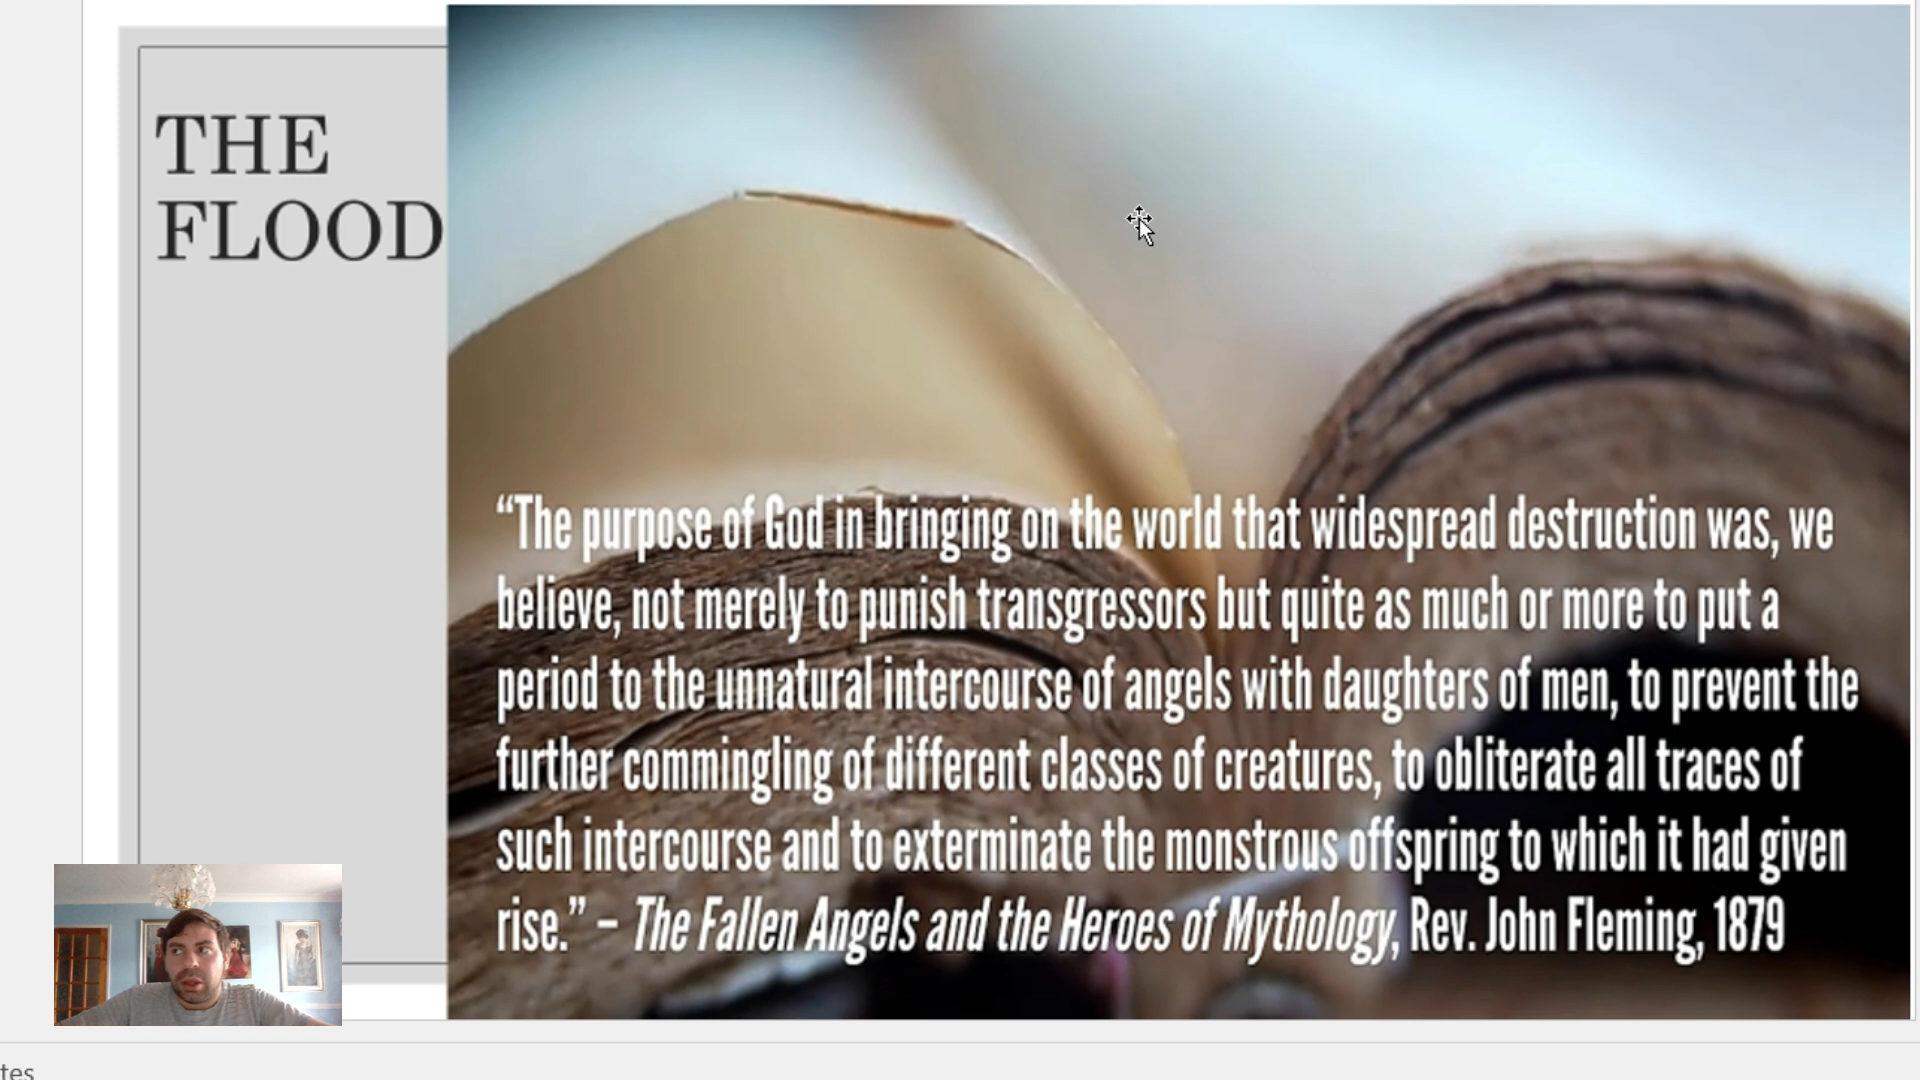 THE
FLOOD
“The purpose of God in bringing on the world that widespread destruction was, we
believe, not merely to punish transgressors but quite as much or more to put a
period to the unnatural intercourse of angels with daughters of men, to prevent the
further commingling of different classes of creatures, to obliterate all traces of
such intercourse and to exterminate the monstrous offspring to which it had given
rise.” – The Fallen Angels and the Heroes of Mythology, Rev. John Fleming, 1879
tes